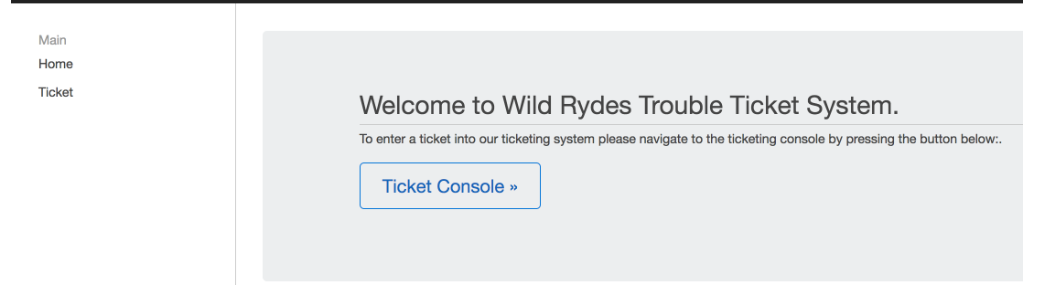 Main
Home
Ticket
Welcome to Wild Rydes Trouble Ticket System.
To enter a ticket into our ticketing system please navigate to the ticketing console by pressing the button below:.
Ticket Console »